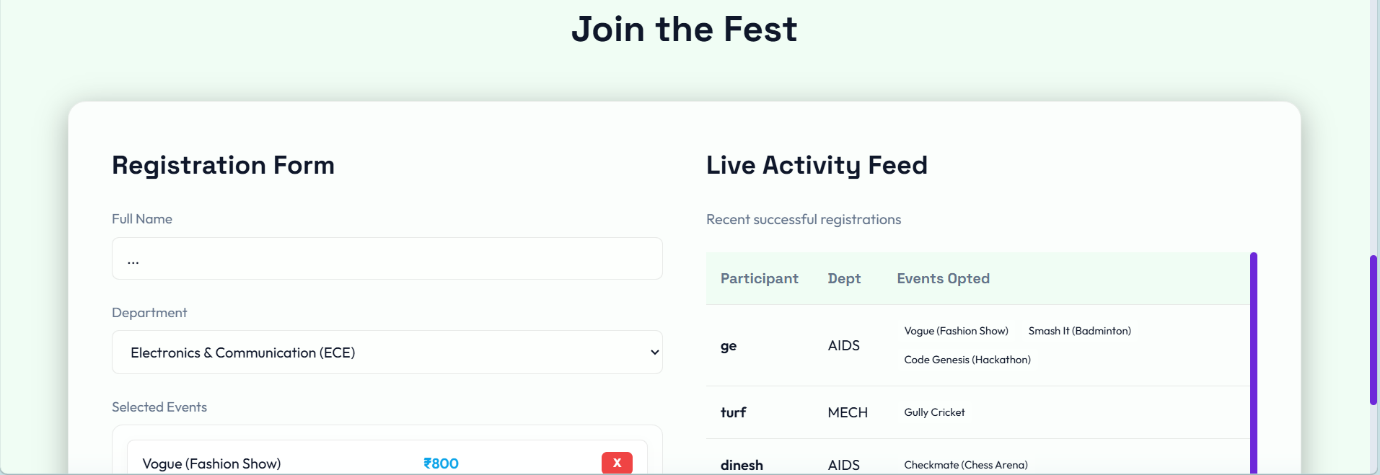 Join the Fest
Registration Form
Full Name
...
Department
Electronics & Communication (ECE)
Selected Events
Vogue (Fashion Show) ₹800 X
Live Activity Feed
Recent successful registrations
Participant Dept Events Opted
ge AIDS Vogue (Fashion Show) Smash It (Badminton)
Code Genesis (Hackathon)
turf MECH Gully Cricket
dinesh AIDS Checkmate (Chess Arena)